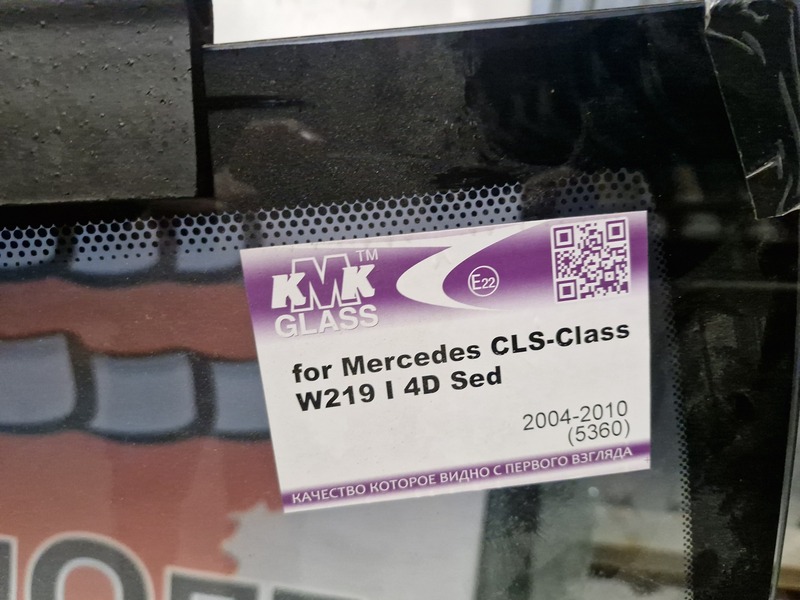 KMK™
GLASS
E22
for Mercedes CLS-Class
W219 I 4D Sed
2004-2010
(5360)
КАЧЕСТВО КОТОРОЕ ВИДНО С ПЕРВОГО ВЗГЛЯДА